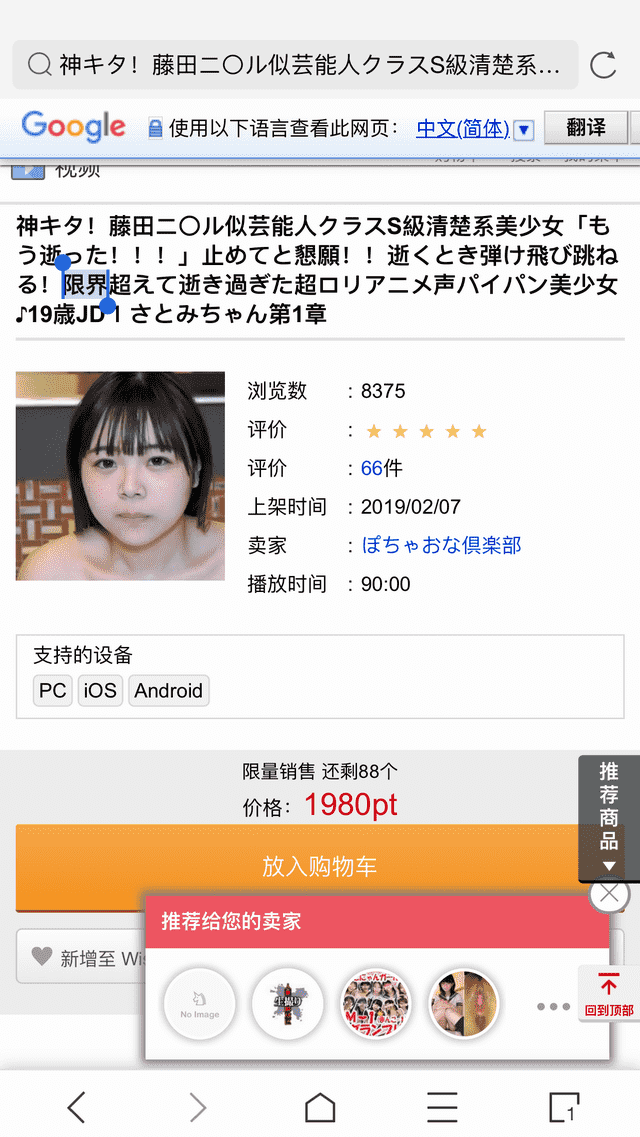 神キタ！藤田ニ〇ル似芸能人クラスS級清楚系…
Google 使用以下语言查看此网页： 中文(简体) 翻译
视频
神キタ！藤田ニ〇ル似芸能人クラスS級清楚系美少女「も
う逝った！！！」止めてと懇願！！逝くとき弾け飛び跳ね
る！限界超えて逝き過ぎた超ロリアニメ声パイパン美少女
♪19歳JD１さとみちゃん第1章
浏览数 : 8375
评价 : ★ ★ ★ ★ ★
评价 : 66件
上架时间 : 2019/02/07
卖家 : ぽちゃおな倶楽部
播放时间 : 90:00
支持的设备
PC iOS Android
限量销售 还剩88个
价格： 1980pt
推荐商品
放入购物车
推荐给您的卖家
新增至 Wis
No Image
生撮り
回到顶部
1